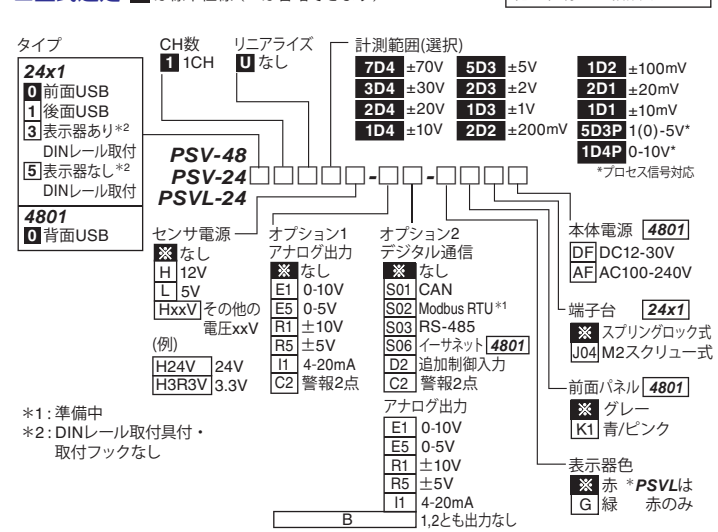 タイプ
24x1
0 前面USB
1 後面USB
3 表示器あり*2
DINレール取付
5 表示器なし*2
DINレール取付
4801
0 背面USB
CH数
1 1CH
リニアライズ
U なし
計測範囲(選択)
7D4 ±70V 5D3 ±5V 1D2 ±100mV
3D4 ±30V 2D3 ±2V 2D1 ±20mV
2D4 ±20V 1D3 ±1V 1D1 ±10mV
1D4 ±10V 2D2 ±200mV 5D3P 1(0)-5V*
1D4P 0-10V*
*プロセス信号対応
PSV-48
PSV-24□□□□□-□□-□□□□
PSVL-24
センサ電源
※ なし
H 12V
L 5V
HxxV その他の
電圧xxV
(例)
H24V 24V
H3R3V 3.3V
オプション1
アナログ出力
※ なし
E1 0-10V
E5 0-5V
R1 ±10V
R5 ±5V
I1 4-20mA
C2 警報2点
オプション2
デジタル通信
※ なし
S01 CAN
S02 Modbus RTU*1
S03 RS-485
S06 イーサネット 4801
D2 追加制御入力
C2 警報2点
アナログ出力
E1 0-10V
E5 0-5V
R1 ±10V
R5 ±5V
I1 4-20mA
B 1,2とも出力なし
本体電源 4801
DF DC12-30V
AF AC100-240V
端子台 24x1
※ スプリングロック式
J04 M2スクリュー式
前面パネル 4801
※ グレー
K1 青/ピンク
表示器色
※ 赤 *PSVLは
G 緑 赤のみ
*1:準備中
*2:DINレール取付具付・
取付フックなし